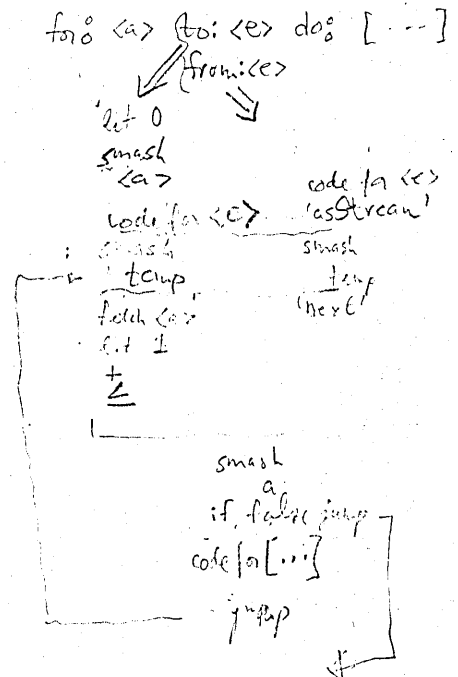 for⦂ <a> (to: <e> do⦂ [ ... ]
(from:<e>
'lit 0
smash
<a>
code for <e>
smash
temp
fetch <a>
lit 1
+
≤
code for <e>
'asStream'
smash
temp
'next'
smash
a
if false jump
code for [...]
jump